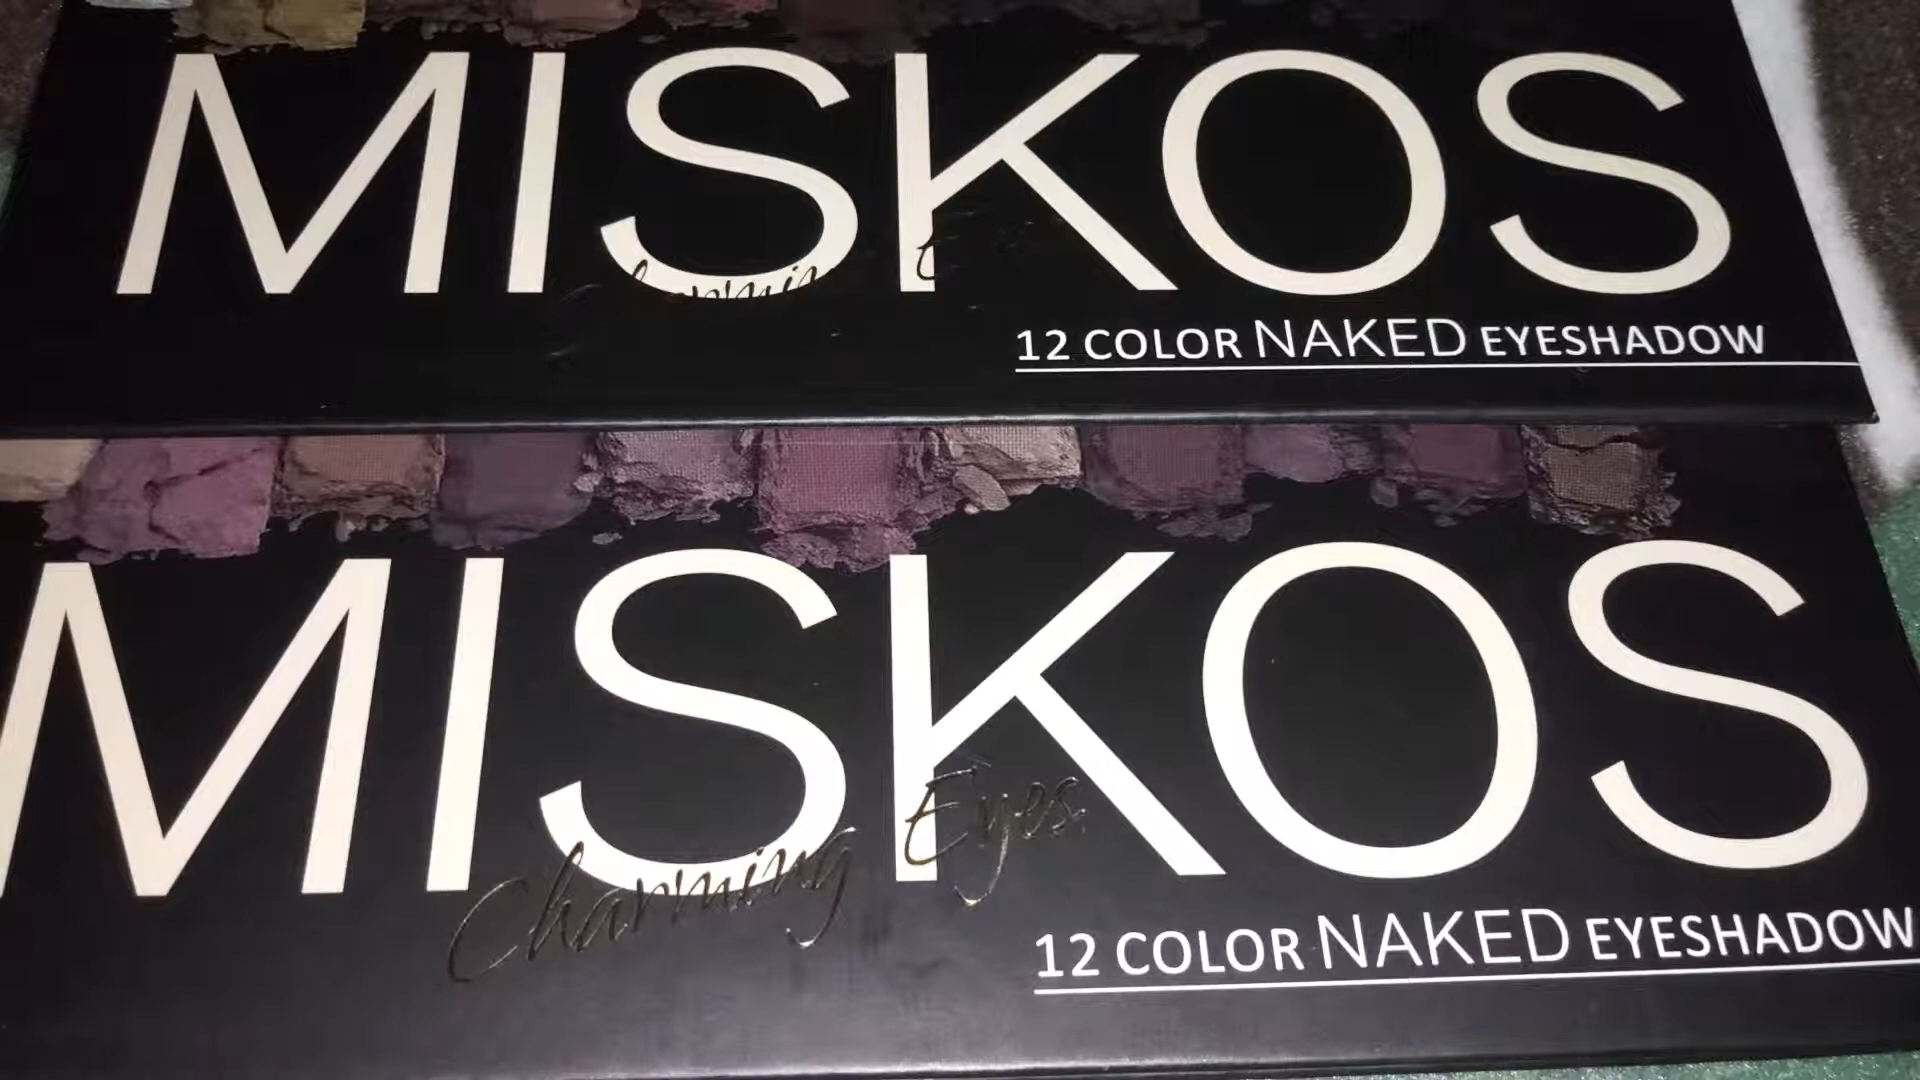 MISKOS
12 COLOR NAKED EYESHADOW
MISKOS
Charming Eyes
12 COLOR NAKED EYESHADOW